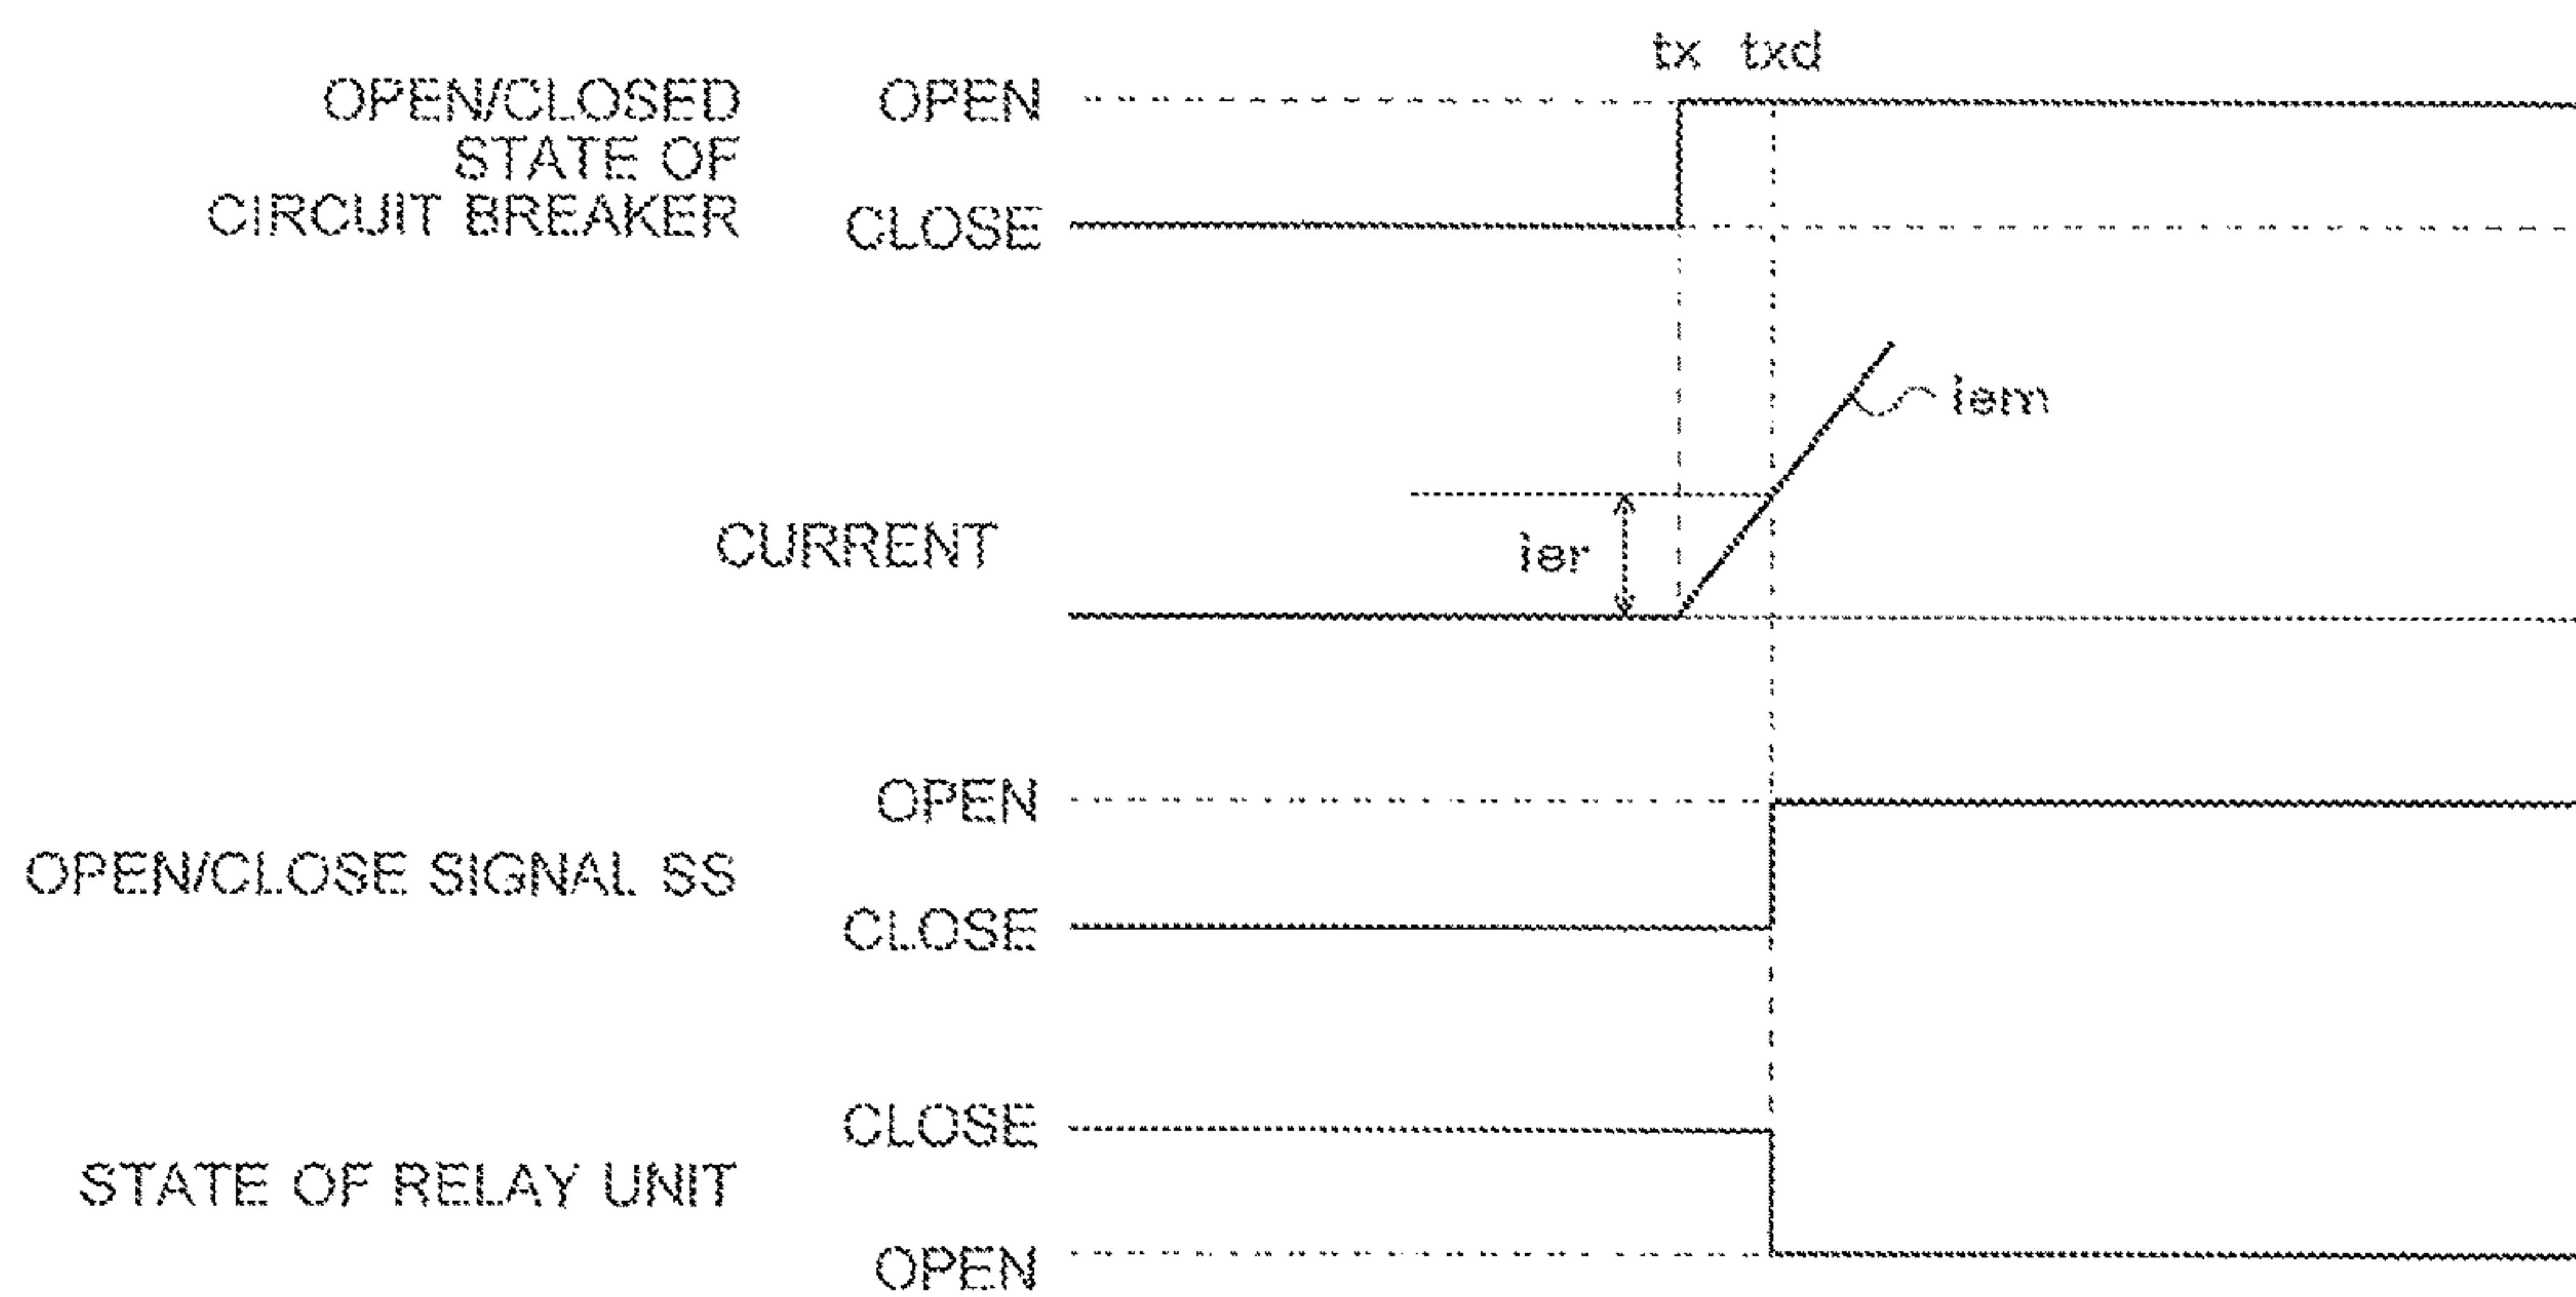 tx txd
OPEN/CLOSED
STATE OF
CIRCUIT BREAKER
OPEN
CLOSE
iem
ier
CURRENT
OPEN
OPEN/CLOSE SIGNAL SS
CLOSE
CLOSE
STATE OF RELAY UNIT
OPEN